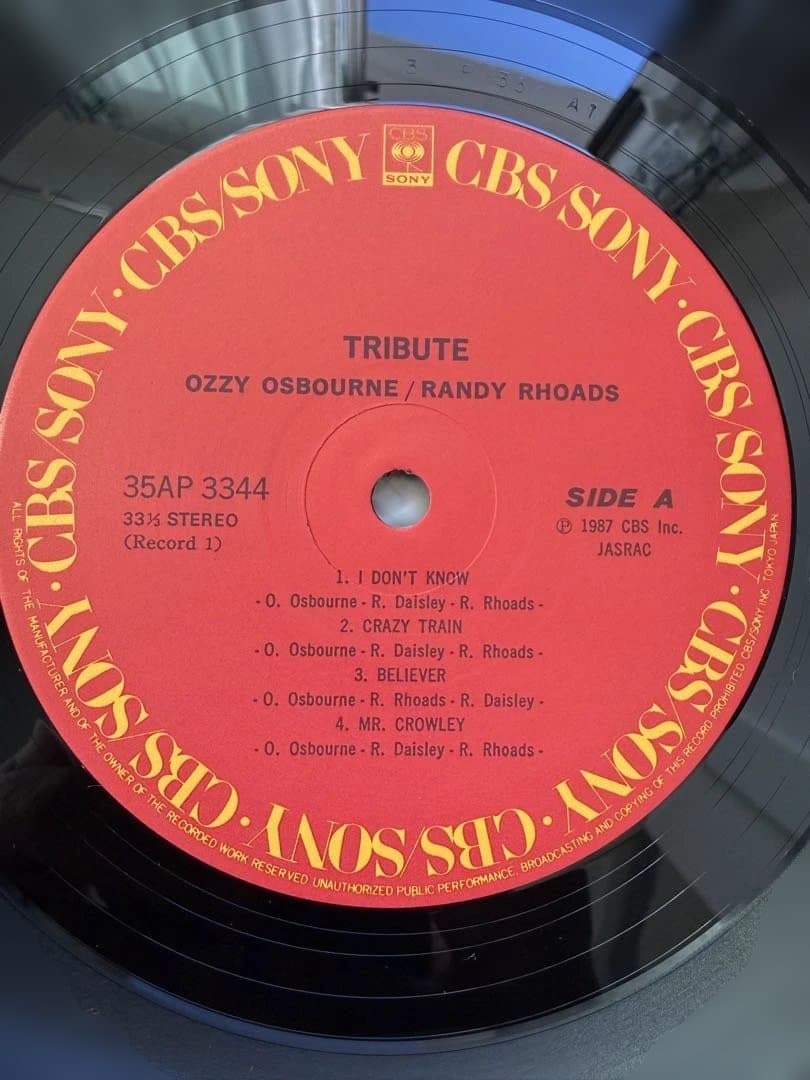 CBS
SONY
CBS/SONY · CBS/SONY · CBS/SONY · CBS/SONY · CBS/SONY · CBS/SONY · CBS/SONY · CBS/SONY
TRIBUTE
OZZY OSBOURNE / RANDY RHOADS
35AP 3344
33⅓ STEREO
(Record 1)
SIDE A
Ⓟ 1987 CBS Inc.
JASRAC
1. I DON'T KNOW
- O. Osbourne - R. Daisley - R. Rhoads -
2. CRAZY TRAIN
- O. Osbourne - R. Daisley - R. Rhoads -
3. BELIEVER
- O. Osbourne - R. Rhoads - R. Daisley -
4. MR. CROWLEY
- O. Osbourne - R. Daisley - R. Rhoads -
ALL RIGHTS OF THE MANUFACTURER AND OF THE OWNER OF THE RECORDED WORK RESERVED UNAUTHORIZED PUBLIC PERFORMANCE, BROADCASTING AND COPYING OF THIS RECORD PROHIBITED CBS/SONY INC. TOKYO JAPAN